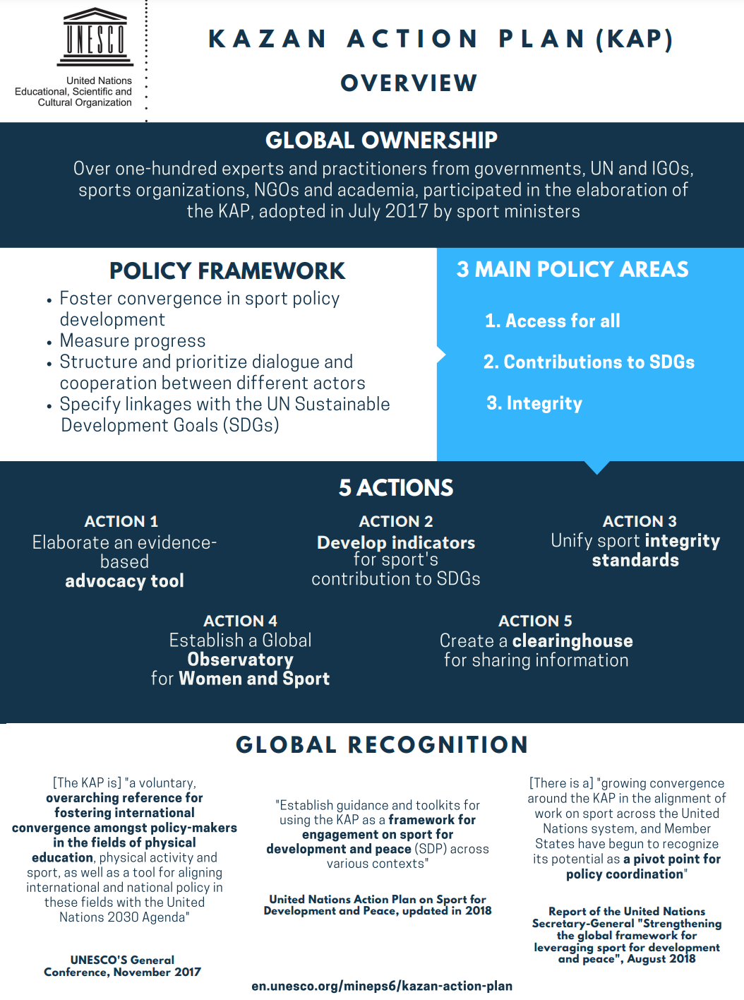 UNESCO
United Nations
Educational, Scientific and
Cultural Organization
KAZAN ACTION PLAN (KAP)
OVERVIEW
GLOBAL OWNERSHIP
Over one-hundred experts and practitioners from governments, UN and IGOs,
sports organizations, NGOs and academia, participated in the elaboration of
the KAP, adopted in July 2017 by sport ministers
POLICY FRAMEWORK
• Foster convergence in sport policy
development
• Measure progress
• Structure and prioritize dialogue and
cooperation between different actors
• Specify linkages with the UN Sustainable
Development Goals (SDGs)
3 MAIN POLICY AREAS
1. Access for all
2. Contributions to SDGs
3. Integrity
5 ACTIONS
ACTION 1
Elaborate an evidence-
based
advocacy tool
ACTION 2
Develop indicators
for sport's
contribution to SDGs
ACTION 3
Unify sport integrity
standards
ACTION 4
Establish a Global
Observatory
for Women and Sport
ACTION 5
Create a clearinghouse
for sharing information
GLOBAL RECOGNITION
[The KAP is] "a voluntary,
overarching reference for
fostering international
convergence amongst policy-makers
in the fields of physical
education, physical activity and
sport, as well as a tool for aligning
international and national policy in
these fields with the United
Nations 2030 Agenda"
UNESCO'S General
Conference, November 2017
"Establish guidance and toolkits for
using the KAP as a framework for
engagement on sport for
development and peace (SDP) across
various contexts"
United Nations Action Plan on Sport for
Development and Peace, updated in 2018
[There is a] "growing convergence
around the KAP in the alignment of
work on sport across the United
Nations system, and Member
States have begun to recognize
its potential as a pivot point for
policy coordination"
Report of the United Nations
Secretary-General "Strengthening
the global framework for
leveraging sport for development
and peace", August 2018
en.unesco.org/mineps6/kazan-action-plan